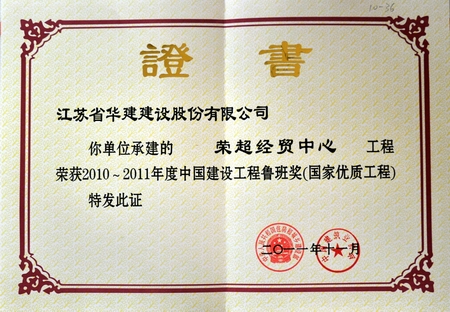 10-36
證書
江苏省华建建设股份有限公司
你单位承建的 荣超经贸中心 工程
荣获2010～2011年度中国建设工程鲁班奖(国家优质工程)
特发此证
二〇一一年十一月